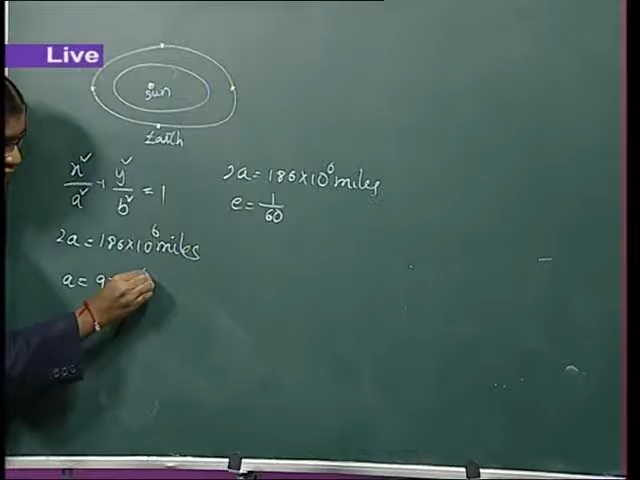 Live
Sun
Earth
x²/a² + y²/b² = 1
2a = 186×10⁶ miles
e = 1/60
2a = 186×10⁶ miles
a = 9